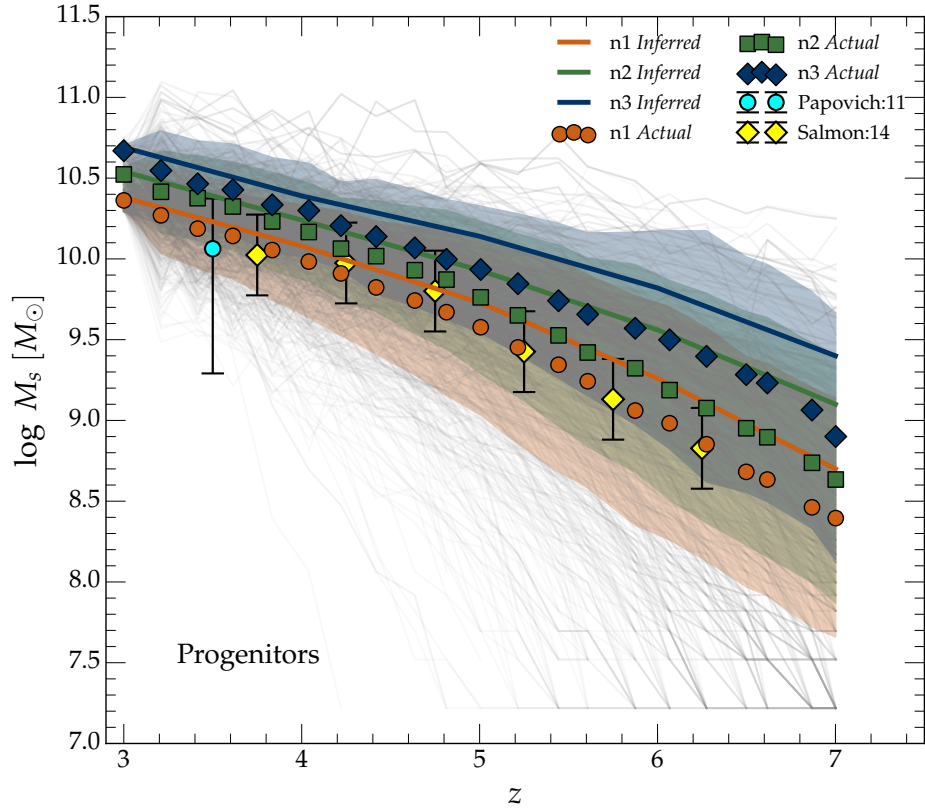 11.5
11.0
10.5
10.0
9.5
9.0
8.5
8.0
7.5
7.0
log M_s [M_⊙]
n1 Inferred
n2 Inferred
n3 Inferred
n1 Actual
n2 Actual
n3 Actual
Papovich:11
Salmon:14
Progenitors
3 4 5 6 7
z